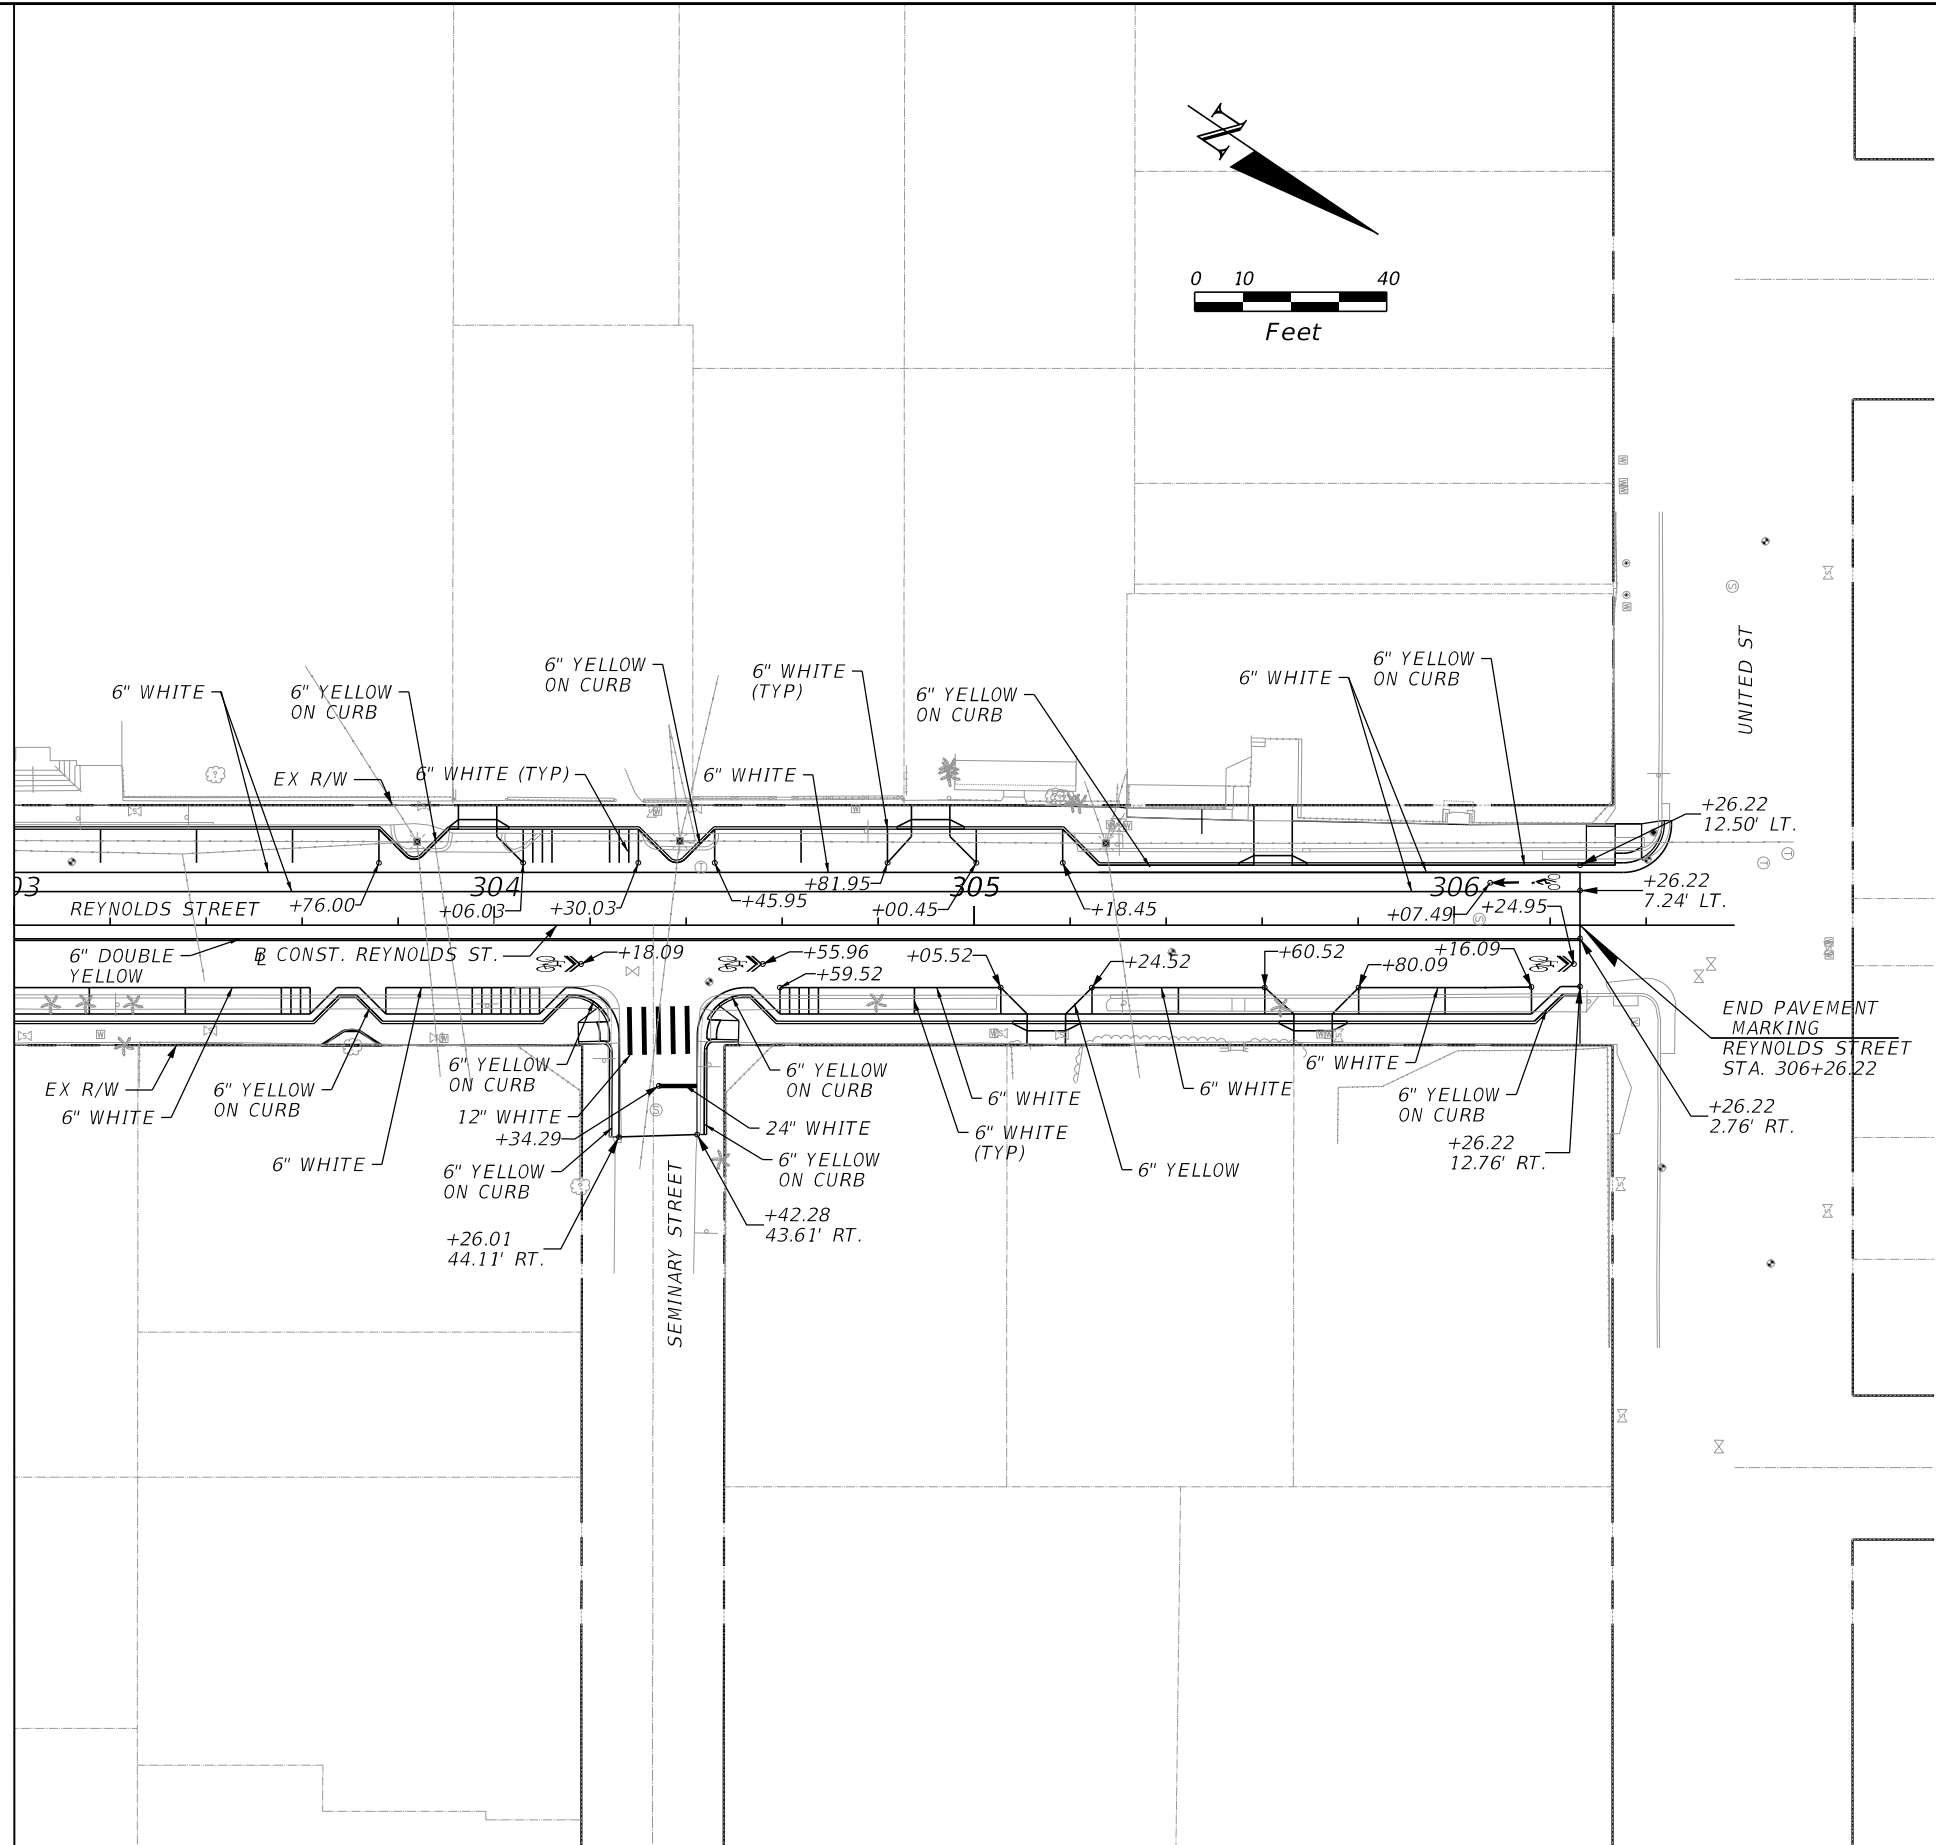 N
0 10 40
Feet
UNITED ST
6" WHITE
6" YELLOW
ON CURB
6" YELLOW
ON CURB
6" WHITE
(TYP)
6" YELLOW
ON CURB
6" WHITE
6" YELLOW
ON CURB
EX R/W
6" WHITE (TYP)
6" WHITE
+26.22
12.50' LT.
03
304
305
306
REYNOLDS STREET
+76.00
+06.03
+30.03
+45.95
+81.95
+00.45
+18.45
+07.49
+24.95
+26.22
7.24' LT.
6" DOUBLE
YELLOW
BL CONST. REYNOLDS ST.
+18.09
+55.96
+59.52
+05.52
+24.52
+60.52
+80.09
+16.09
END PAVEMENT
MARKING
REYNOLDS STREET
STA. 306+26.22
EX R/W
6" WHITE
6" YELLOW
ON CURB
6" WHITE
6" YELLOW
ON CURB
12" WHITE
+34.29
6" YELLOW
ON CURB
+26.01
44.11' RT.
SEMINARY STREET
6" YELLOW
ON CURB
24" WHITE
6" YELLOW
ON CURB
+42.28
43.61' RT.
6" WHITE
6" WHITE
(TYP)
6" YELLOW
6" WHITE
6" WHITE
6" YELLOW
ON CURB
+26.22
12.76' RT.
+26.22
2.76' RT.